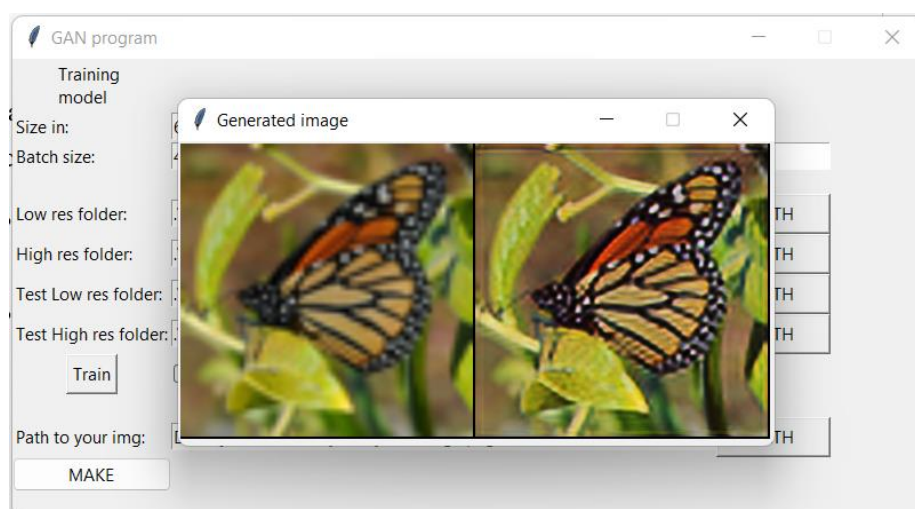 GAN program
Training
model
Generated image
Size in:
Batch size:
Low res folder:
TH
High res folder:
TH
Test Low res folder:
TH
Test High res folder:
TH
Train
Path to your img:
TH
MAKE